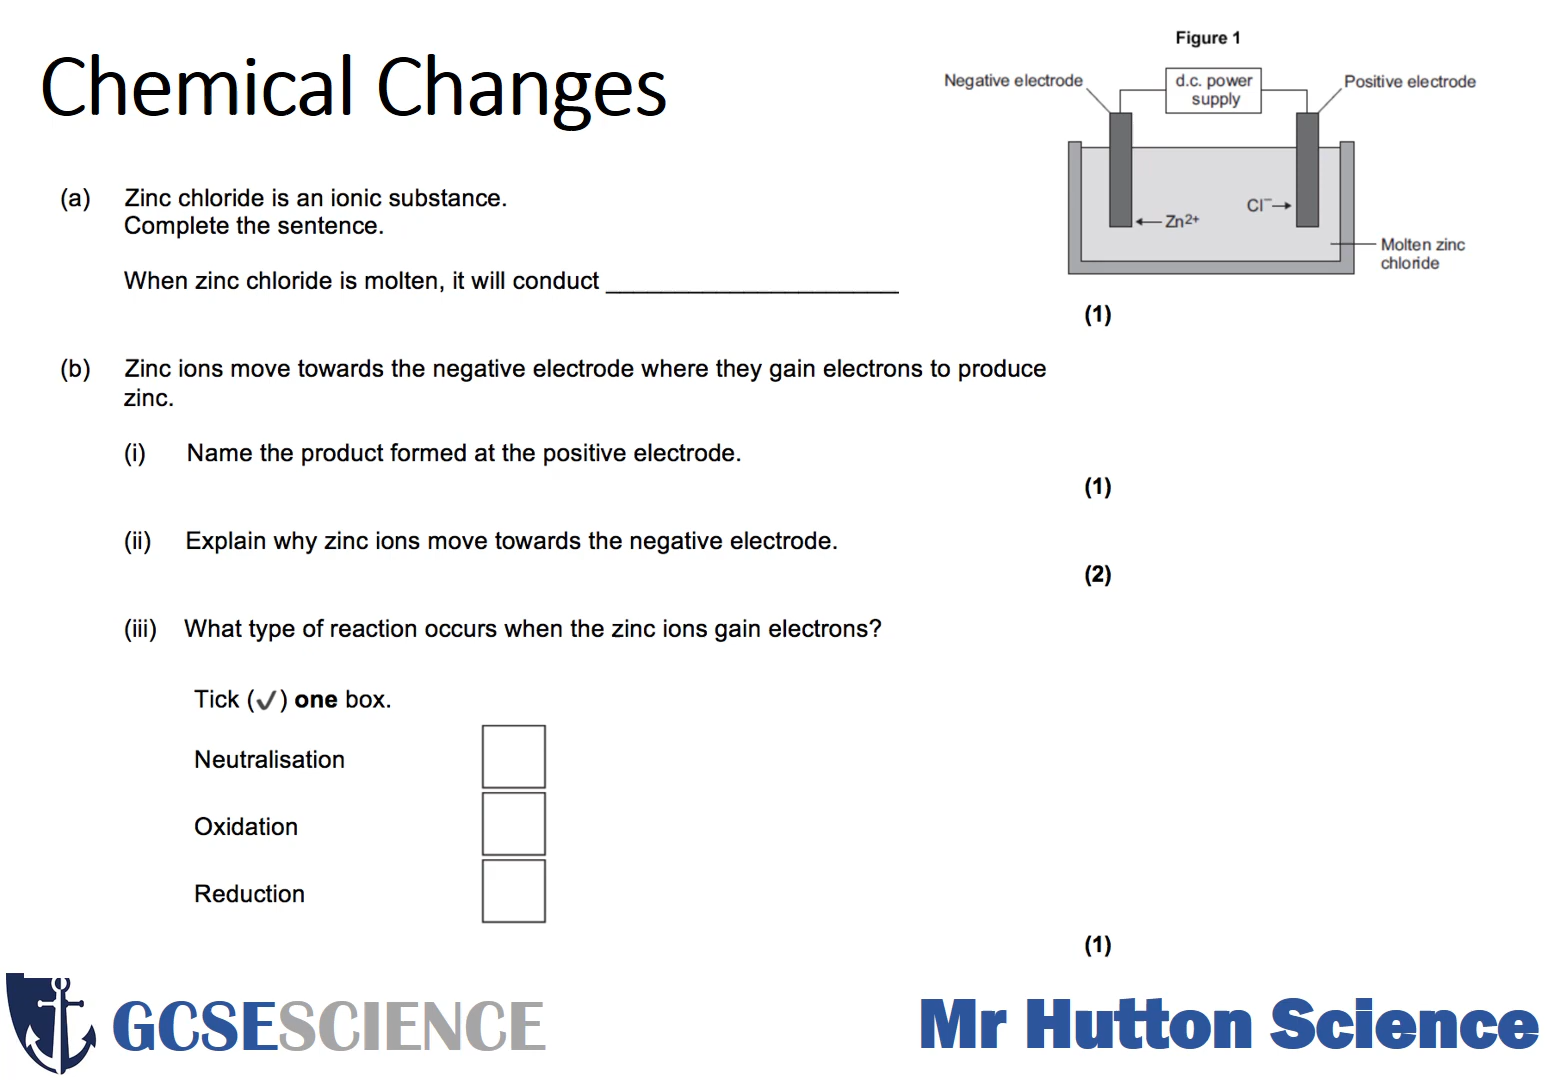 Chemical Changes
Figure 1
Negative electrode
d.c. power
supply
Positive electrode
Cl⁻
Zn²⁺
Molten zinc
chloride
(a) Zinc chloride is an ionic substance.
Complete the sentence.
When zinc chloride is molten, it will conduct ______________________
(1)
(b) Zinc ions move towards the negative electrode where they gain electrons to produce
zinc.
(i) Name the product formed at the positive electrode.
(1)
(ii) Explain why zinc ions move towards the negative electrode.
(2)
(iii) What type of reaction occurs when the zinc ions gain electrons?
Tick (✓) one box.
Neutralisation
Oxidation
Reduction
(1)
GCSESCIENCE
Mr Hutton Science